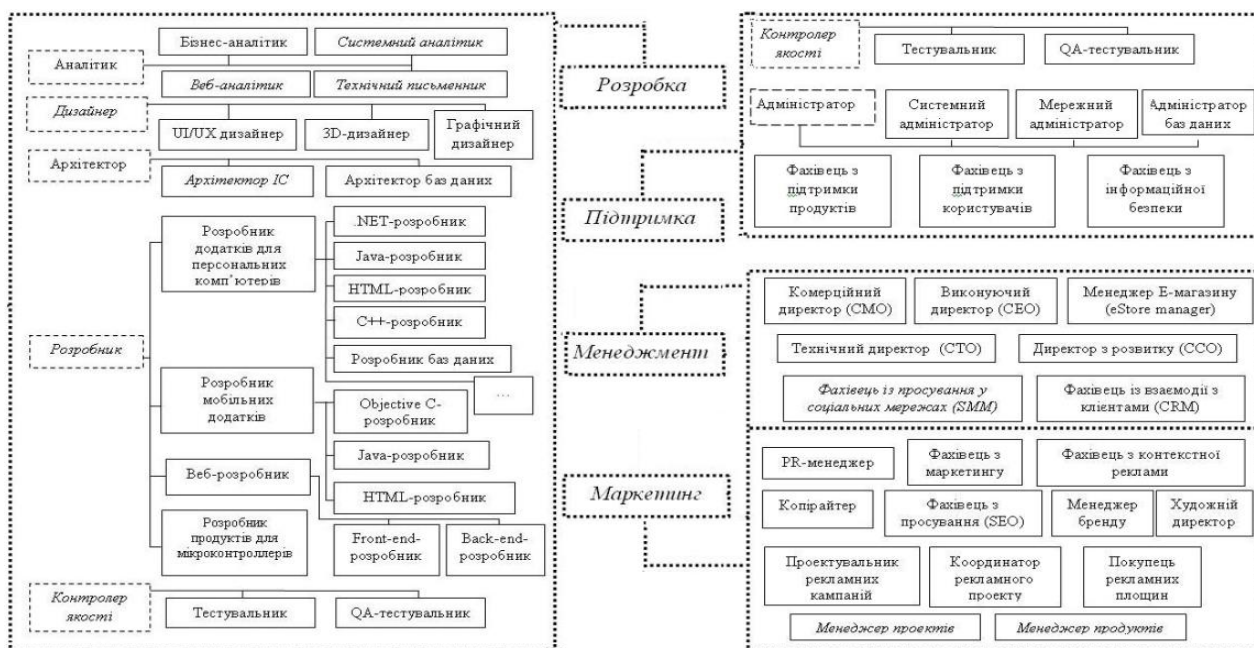 Бізнес-аналітик
Системний аналітик
Аналітик
Веб-аналітик
Технічний письменник
Дизайнер
UI/UX дизайнер
3D-дизайнер
Графічний
дизайнер
Архітектор
Архітектор ІС
Архітектор баз даних
Розробник
Розробник
додатків для
персональних
комп'ютерів
.NET-розробник
Java-розробник
HTML-розробник
C++-розробник
Розробник баз даних
...
Розробник
мобільних
додатків
Objective C-
розробник
Java-розробник
HTML-розробник
Веб-розробник
Front-end-
розробник
Back-end-
розробник
Розробник
продуктів для
мікроконтроллерів
Контролер
якості
Тестувальник
QA-тестувальник
Розробка
Підтримка
Менеджмент
Маркетинг
Контролер
якості
Тестувальник
QA-тестувальник
Адміністратор
Системний
адміністратор
Мережний
адміністратор
Адміністратор
баз даних
Фахівець з
підтримки
продуктів
Фахівець з
підтримки
користувачів
Фахівець з
інформаційної
безпеки
Комерційний
директор (CMO)
Виконуючий
директор (CEO)
Менеджер E-магазину
(eStore manager)
Технічний директор (CTO)
Директор з розвитку (CCO)
Фахівець із просування у
соціальних мережах (SMM)
Фахівець із взаємодії з
клієнтами (CRM)
PR-менеджер
Фахівець з
маркетингу
Фахівець з контекстної
реклами
Копірайтер
Фахівець з
просування (SEO)
Менеджер
бренду
Художній
директор
Проектувальник
рекламних
кампаній
Координатор
рекламного
проекту
Покупець
рекламних
площин
Менеджер проектів
Менеджер продуктів